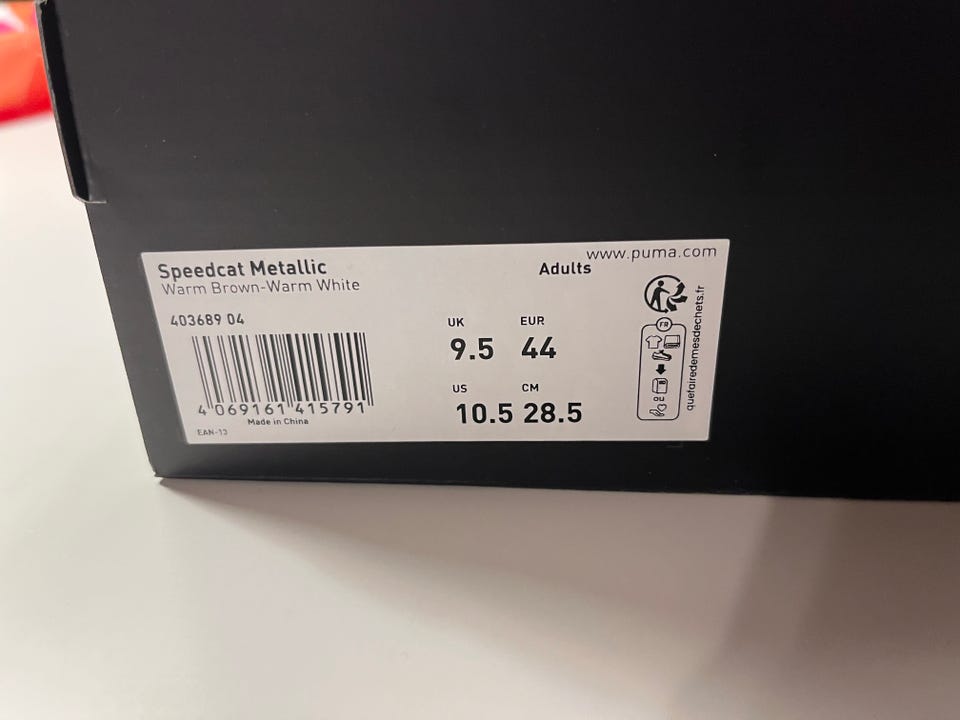 Speedcat Metallic
Warm Brown-Warm White
403689 04
4 069161 415791
Made in China
EAN-13
Adults
www.puma.com
UK EUR
9.5 44
US CM
10.5 28.5
FR
OU
quefairedemesdechets.fr